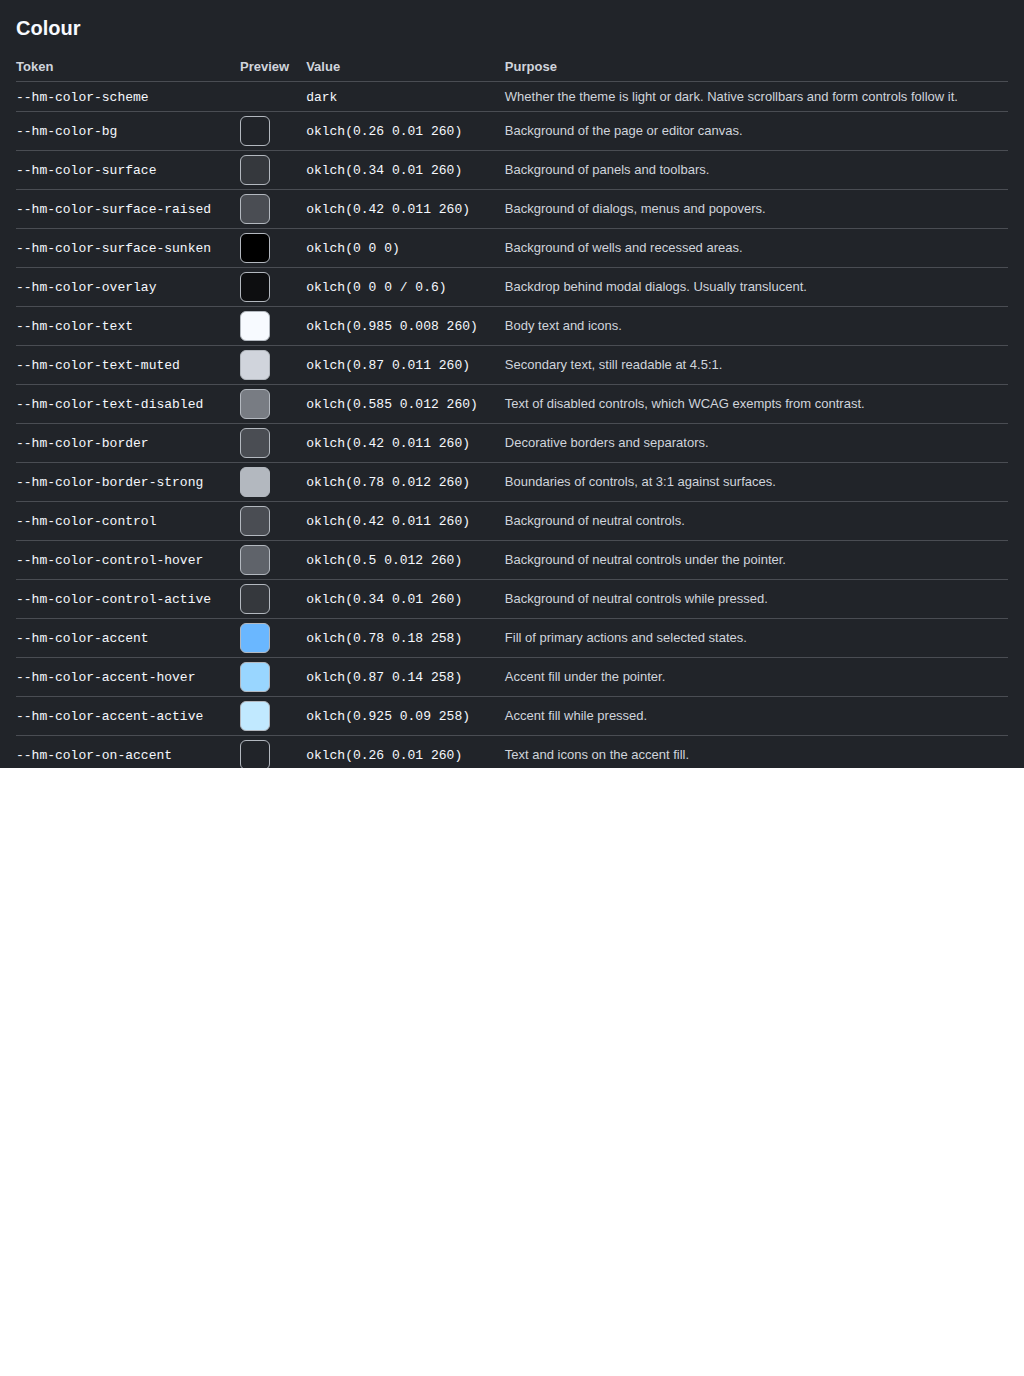 Colour
Token Preview Value Purpose
--hm-color-scheme dark Whether the theme is light or dark. Native scrollbars and form controls follow it.
--hm-color-bg oklch(0.26 0.01 260) Background of the page or editor canvas.
--hm-color-surface oklch(0.34 0.01 260) Background of panels and toolbars.
--hm-color-surface-raised oklch(0.42 0.011 260) Background of dialogs, menus and popovers.
--hm-color-surface-sunken oklch(0 0 0) Background of wells and recessed areas.
--hm-color-overlay oklch(0 0 0 / 0.6) Backdrop behind modal dialogs. Usually translucent.
--hm-color-text oklch(0.985 0.008 260) Body text and icons.
--hm-color-text-muted oklch(0.87 0.011 260) Secondary text, still readable at 4.5:1.
--hm-color-text-disabled oklch(0.585 0.012 260) Text of disabled controls, which WCAG exempts from contrast.
--hm-color-border oklch(0.42 0.011 260) Decorative borders and separators.
--hm-color-border-strong oklch(0.78 0.012 260) Boundaries of controls, at 3:1 against surfaces.
--hm-color-control oklch(0.42 0.011 260) Background of neutral controls.
--hm-color-control-hover oklch(0.5 0.012 260) Background of neutral controls under the pointer.
--hm-color-control-active oklch(0.34 0.01 260) Background of neutral controls while pressed.
--hm-color-accent oklch(0.78 0.18 258) Fill of primary actions and selected states.
--hm-color-accent-hover oklch(0.87 0.14 258) Accent fill under the pointer.
--hm-color-accent-active oklch(0.925 0.09 258) Accent fill while pressed.
--hm-color-on-accent oklch(0.26 0.01 260) Text and icons on the accent fill.